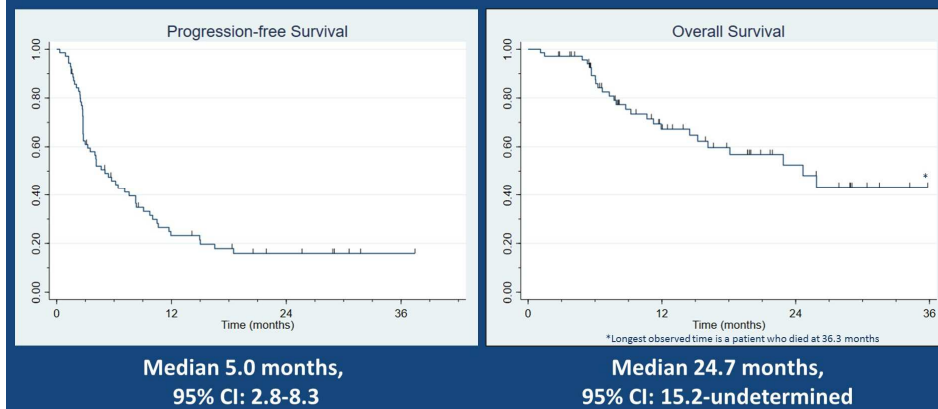 Progression-free Survival
1.00
0.80
0.60
0.40
0.20
0.00
0
12
24
36
Time (months)
Median 5.0 months,
95% CI: 2.8-8.3
Overall Survival
1.00
0.80
0.60
0.40
0.20
0.00
*
0
12
24
36
Time (months)
*Longest observed time is a patient who died at 36.3 months
Median 24.7 months,
95% CI: 15.2-undetermined